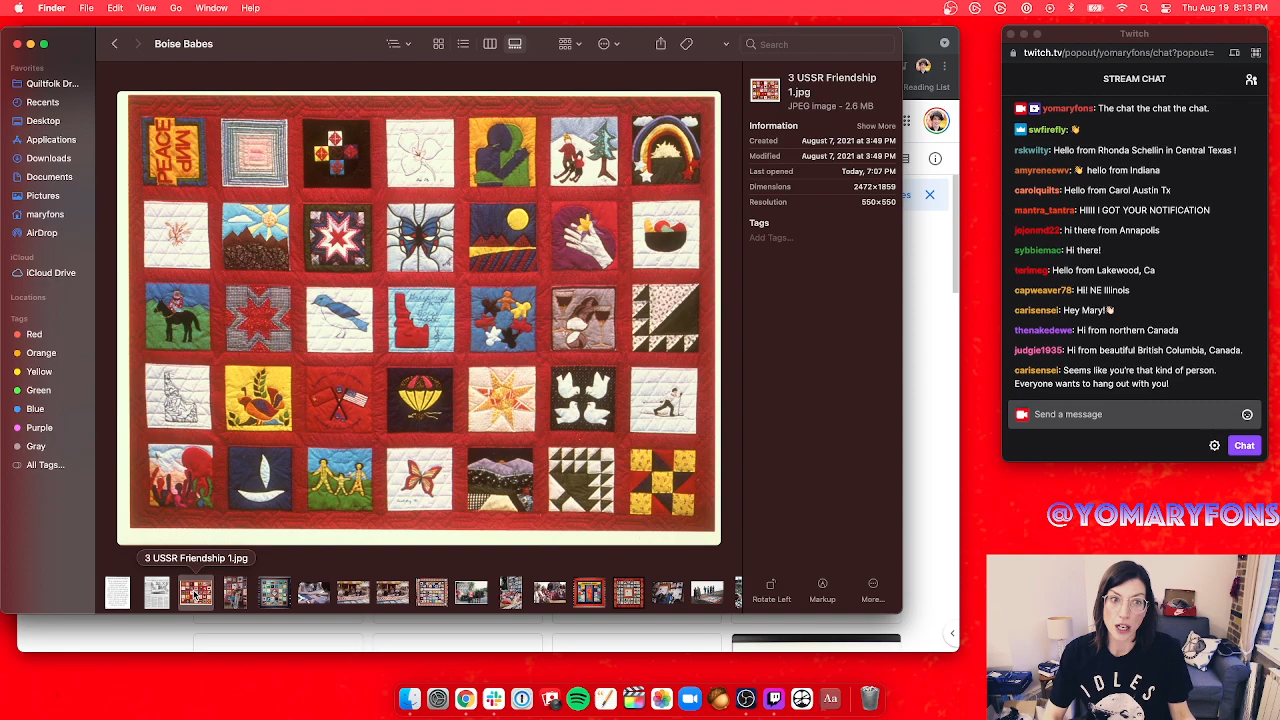 Finder File Edit View Go Window Help
Thu Aug 19 8:13 PM
Boise Babes
Search
Favorites
Quiltfolk Dr...
Recents
Desktop
Applications
Downloads
Documents
Pictures
maryfons
AirDrop
iCloud
iCloud Drive
Locations
Tags
Red
Orange
Yellow
Green
Blue
Purple
Gray
All Tags...
PEACE
3 USSR Friendship 1.jpg
3 USSR Friendship
1.jpg
JPEG image - 2.6 MB
Information Show More
Created August 7, 2021 at 3:49 PM
Modified August 7, 2021 at 3:49 PM
Last opened Today, 7:07 PM
Dimensions 2472×1859
Resolution 550×550
Tags
Add Tags...
Rotate Left Markup More...
Reading List
es
Aa
Twitch
twitch.tv/popout/yomaryfons/chat?popout=
STREAM CHAT
yomaryfons: The chat the chat the chat.
swfirefly: 👋
rskwilty: Hello from Rhonda Schellin in Central Texas !
amyreneewv: 👋 hello from Indiana
carolquilts: Hello from Carol Austin Tx
mantra_tantra: HIIII I GOT YOUR NOTIFICATION
jojonmd22: hi there from Annapolis
sybbiemac: Hi there!
terimeg: Hello from Lakewood, Ca
capweaver78: Hi! NE Illinois
carisensei: Hey Mary!👋
thenakedewe: Hi from northern Canada
judgie1935: Hi from beautiful British Columbia, Canada.
carisensei: Seems like you're that kind of person.
Everyone wants to hang out with you!
Send a message
Chat
@YOMARYFONS
IDLES